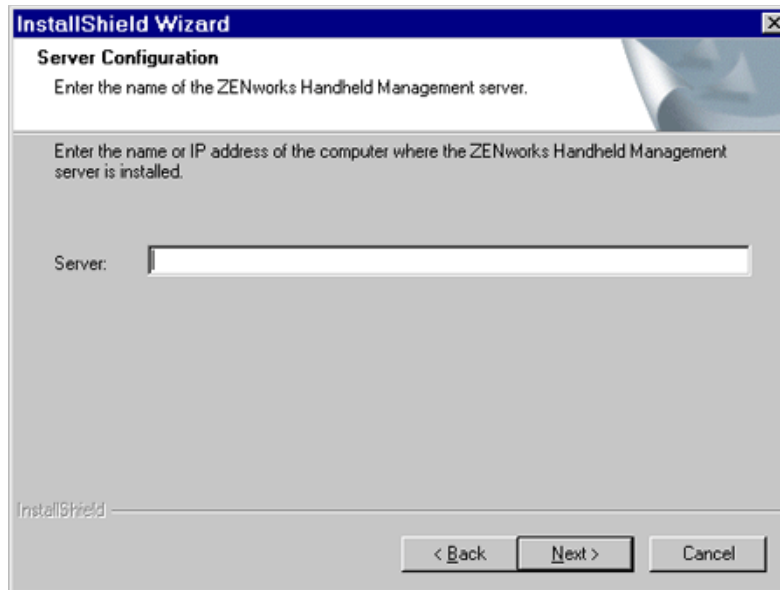 InstallShield Wizard
Server Configuration
Enter the name of the ZENworks Handheld Management server.
Enter the name or IP address of the computer where the ZENworks Handheld Management
server is installed.
Server:
InstallShield
< Back
Next >
Cancel